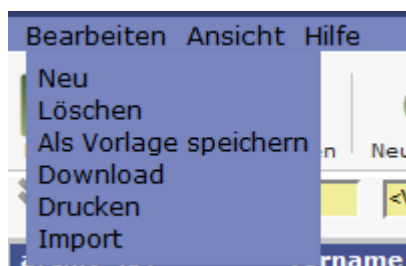 Bearbeiten Ansicht Hilfe
Neu
Löschen
Als Vorlage speichern
Download
Drucken
Import